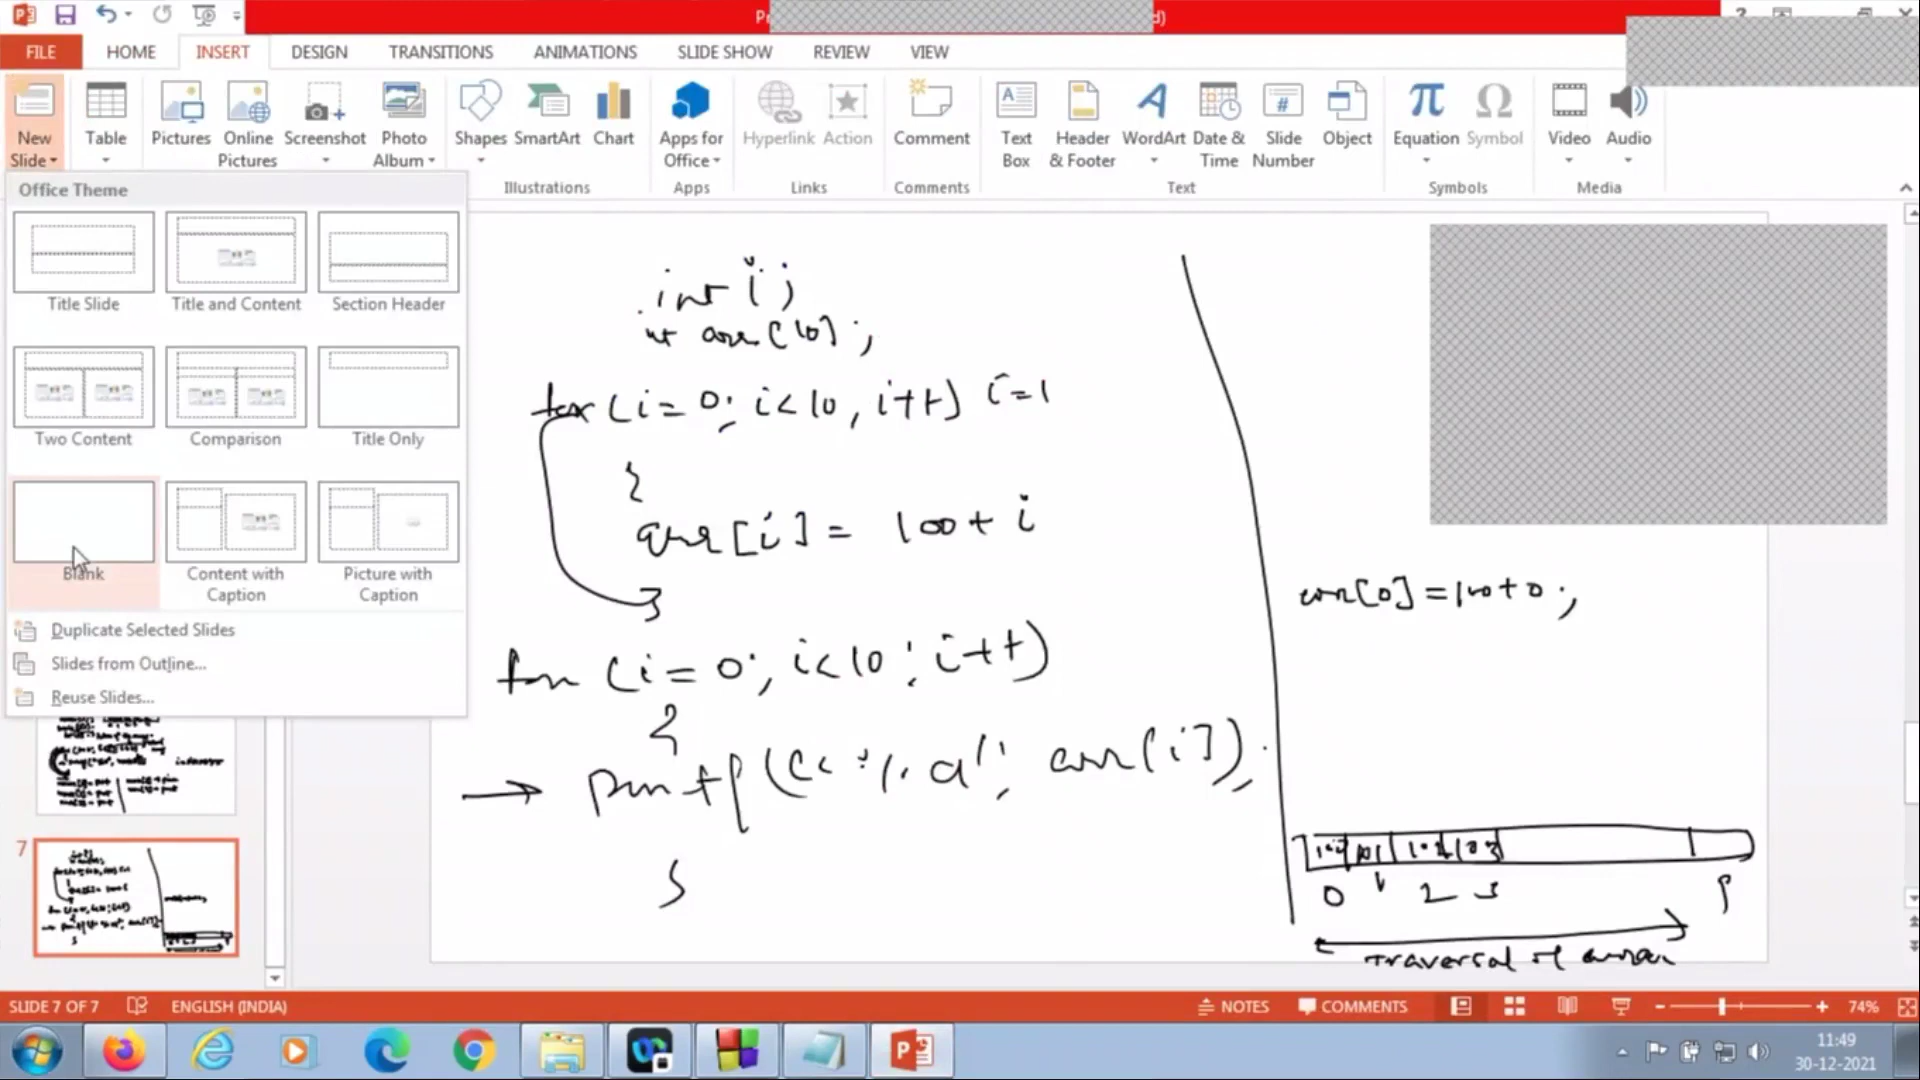 P
d)
?
FILE
HOME
INSERT
DESIGN
TRANSITIONS
ANIMATIONS
SLIDE SHOW
REVIEW
VIEW
New Slide
Table
Pictures
Online Pictures
Screenshot
Photo Album
Shapes
SmartArt
Chart
Apps for Office
Hyperlink
Action
Comment
Text Box
Header & Footer
WordArt
Date & Time
Slide Number
Object
Equation
Symbol
Video
Audio
Illustrations
Apps
Links
Comments
Text
Symbols
Media
Office Theme
Title Slide
Title and Content
Section Header
Two Content
Comparison
Title Only
Blank
Content with Caption
Picture with Caption
Duplicate Selected Slides
Slides from Outline...
Reuse Slides...
7
int i;
int arr[10];
for (i = 0; i < 10, i++) i=1
{
arr[i] = 100 + i
}
for (i = 0; i < 10; i++)
{
→ printf("%d", arr[i]);
}
arr[0] = 100 + 0;
100 101 102 103
0 1 2 3 9
traversal of array
SLIDE 7 OF 7
ENGLISH (INDIA)
NOTES
COMMENTS
74%
11:49
30-12-2021